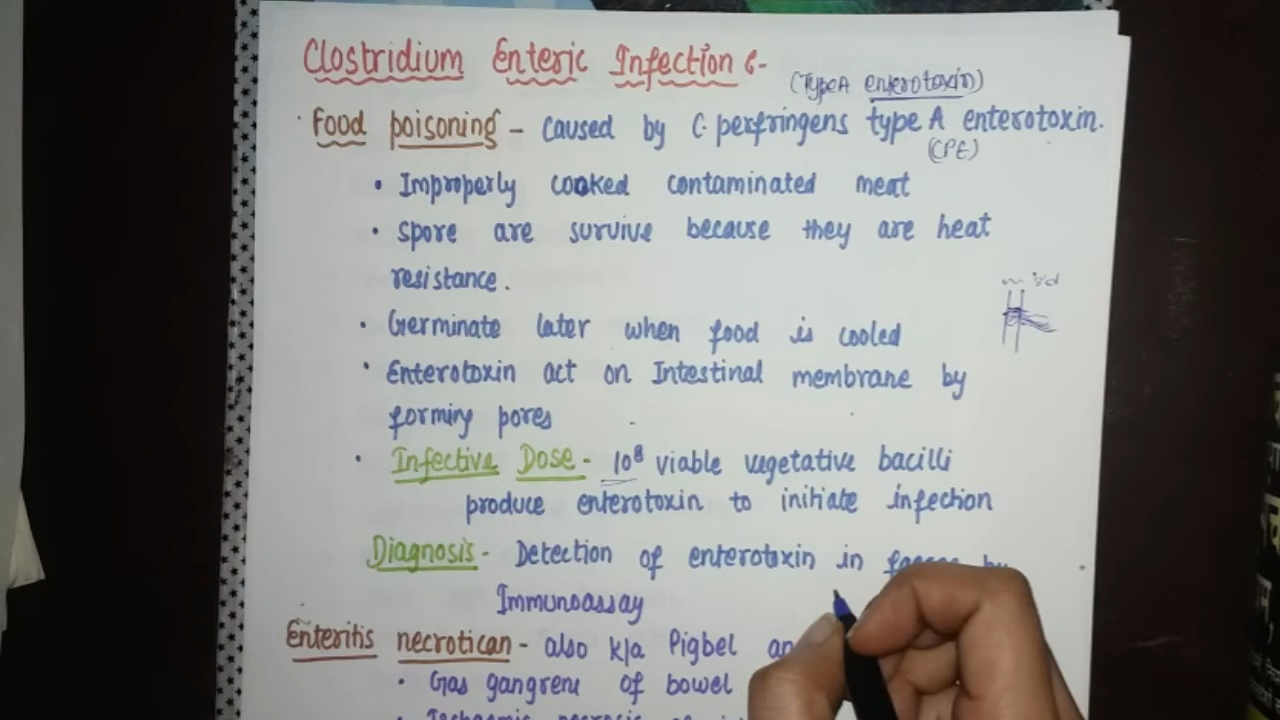 Clostridium Enteric Infection :-
(Type A enterotoxin)
Food poisoning - Caused by C. perfringens type A enterotoxin.
(CPE)
• Improperly cooked contaminated meat
• Spore are survive because they are heat
resistance.
• Germinate later when food is cooled
• Enterotoxin act on Intestinal membrane by
forming pores
• Infective Dose - 10⁸ viable vegetative bacilli
produce enterotoxin to initiate infection
Diagnosis - Detection of enterotoxin in
Immunoassay
Enteritis necrotican - also k/a Pigbel
• Gas gangrene of bowel